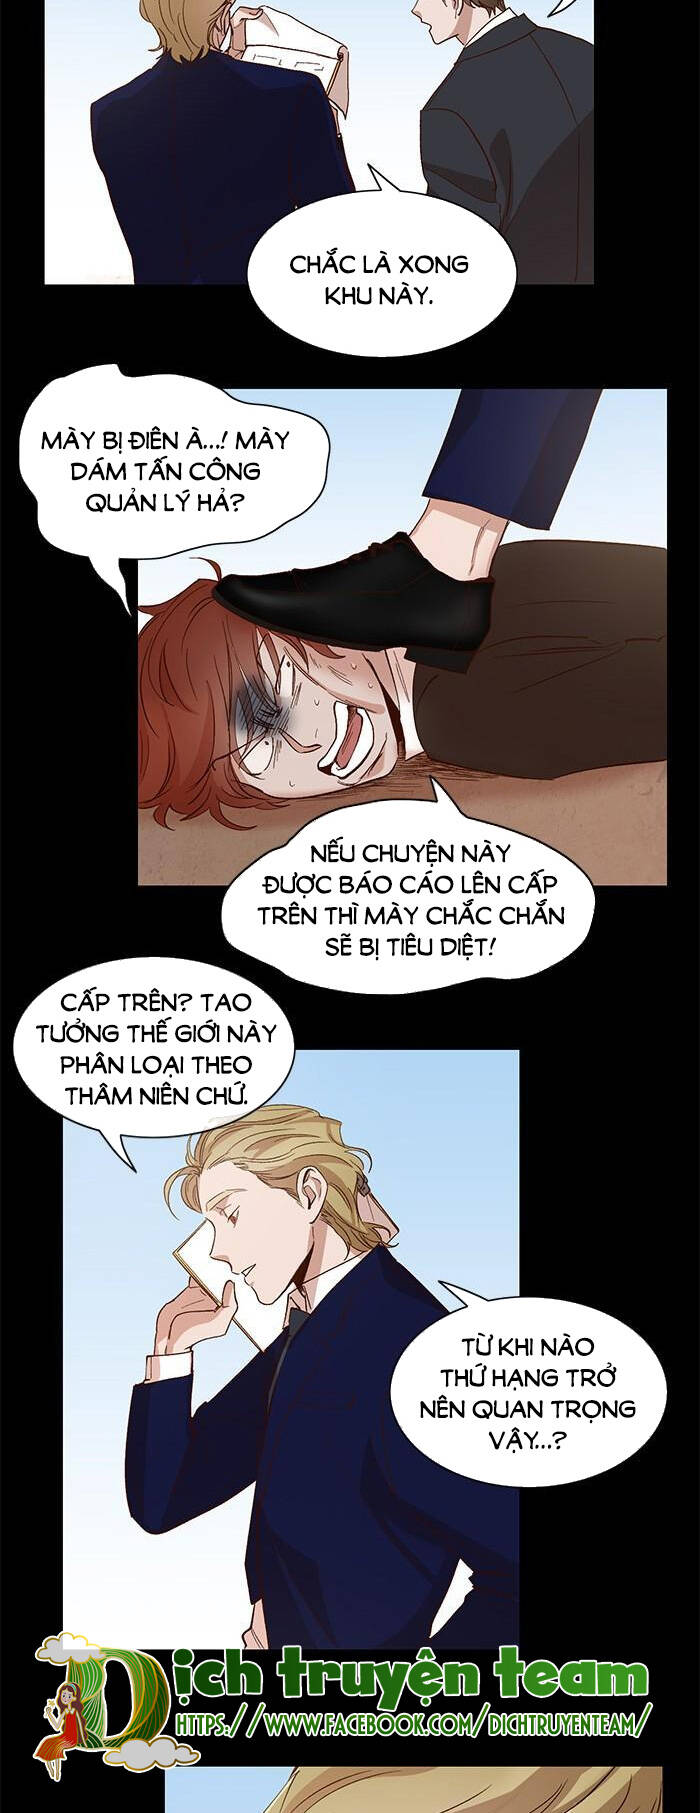 CHẮC LÀ XONG
KHU NÀY.
MÀY BỊ ĐIÊN À...! MÀY
DÁM TẤN CÔNG
QUẢN LÝ HẢ?
NẾU CHUYỆN NÀY
ĐƯỢC BÁO CÁO LÊN CẤP
TRÊN THÌ MÀY CHẮC CHẮN
SẼ BỊ TIÊU DIỆT!
CẤP TRÊN? TAO
TƯỞNG THẾ GIỚI NÀY
PHÂN LOẠI THEO
THÂM NIÊN CHỨ.
TỪ KHI NÀO
THỨ HẠNG TRỞ
NÊN QUAN TRỌNG
VẬY...?
Dịch truyện team
HTTPS://WWW.FACEBOOK.COM/DICHTRUYENTEAM/